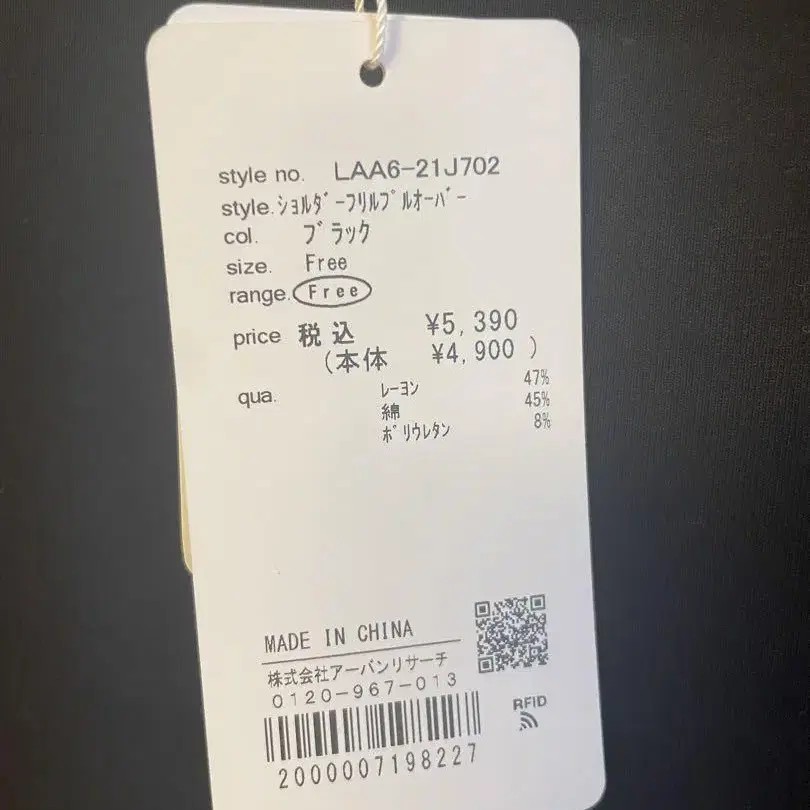 style no. LAA6-21J702
style.ｼｮﾙﾀﾞｰﾌﾘﾙﾌﾟﾙｵｰﾊﾞｰ
col. ブラック
size. Free
range. Free
price 税込 ¥5,390
(本体 ¥4,900 )
qua. ﾚｰﾖﾝ 47%
綿 45%
ﾎﾟﾘｳﾚﾀﾝ 8%
MADE IN CHINA
株式会社アーバンリサーチ
0120-967-013
RFID
2000007198227